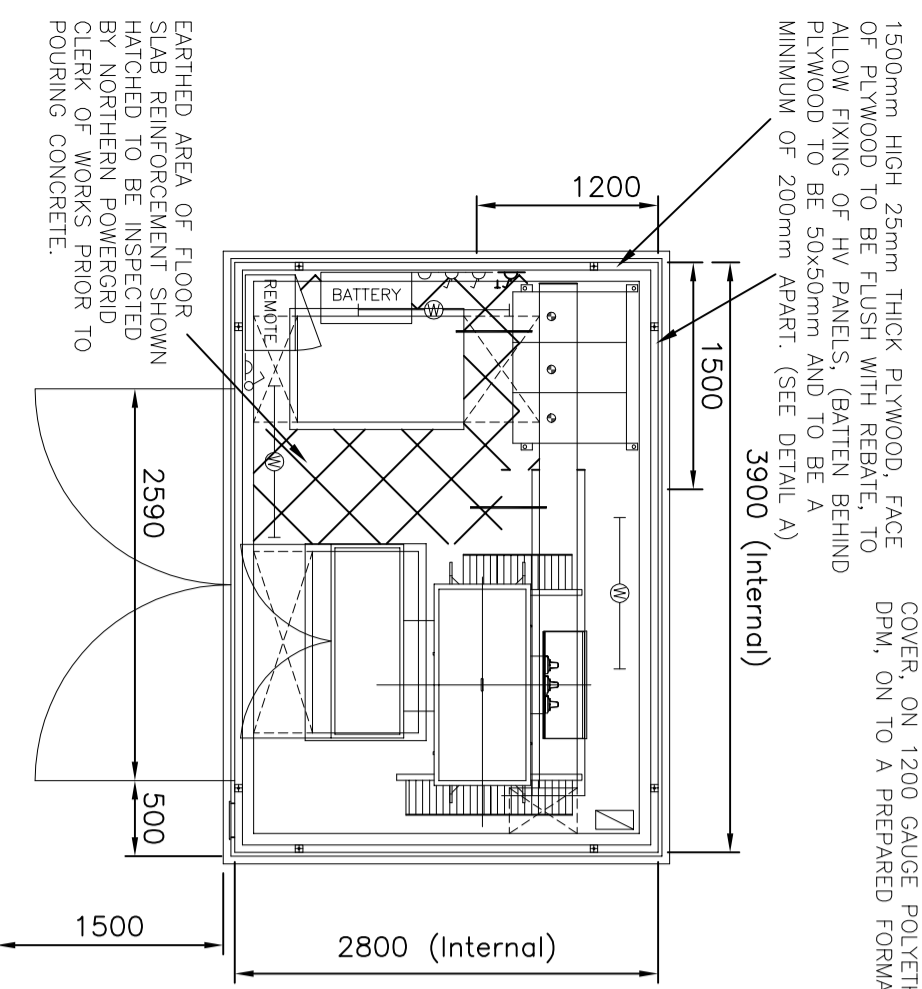 1500mm HIGH 25mm THICK PLYWOOD, FACE
OF PLYWOOD TO BE FLUSH WITH REBATE, TO
ALLOW FIXING OF HV PANELS, (BATTEN BEHIND
PLYWOOD TO BE 50x50mm AND TO BE A
MINIMUM OF 200mm APART. (SEE DETAIL A)
COVER, ON 1200 GAUGE POLYETH
DPM, ON TO A PREPARED FORMA
3900 (Internal)
1500
1200
BATTERY
REMOTE
W
W
W
2590
500
1500
2800 (Internal)
EARTHED AREA OF FLOOR
SLAB REINFORCEMENT SHOWN
HATCHED TO BE INSPECTED
BY NORTHERN POWERGRID
CLERK OF WORKS PRIOR TO
POURING CONCRETE.